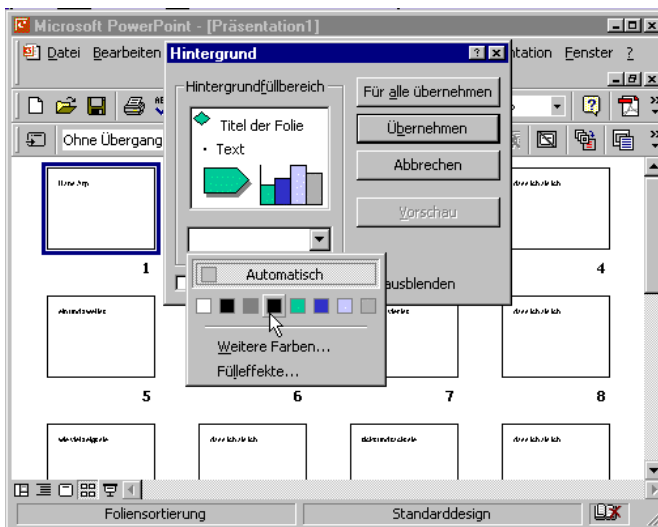 Microsoft PowerPoint - [Präsentation1]
Datei Bearbeiten
Hintergrund
ntation Fenster ?
Hintergrundfüllbereich
Für alle übernehmen
Titel der Folie
• Text
Übernehmen
Abbrechen
Vorschau
Ohne Übergang
Automatisch
ausblenden
Weitere Farben...
Fülleffekte...
1
4
5
6
7
8
Foliensortierung
Standarddesign